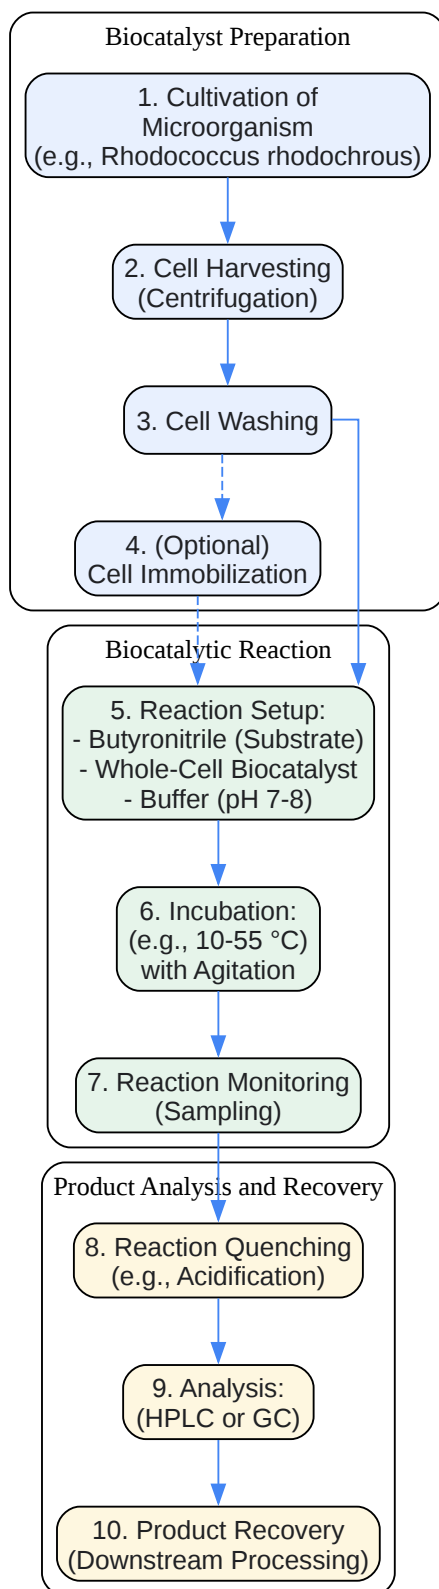 Biocatalyst Preparation
1. Cultivation of
Microorganism
(e.g., Rhodococcus rhodochrous)
2. Cell Harvesting
(Centrifugation)
3. Cell Washing
4. (Optional)
Cell Immobilization
Biocatalytic Reaction
5. Reaction Setup:
- Butyronitrile (Substrate)
- Whole-Cell Biocatalyst
- Buffer (pH 7-8)
6. Incubation:
(e.g., 10-55 °C)
with Agitation
7. Reaction Monitoring
(Sampling)
Product Analysis and Recovery
8. Reaction Quenching
(e.g., Acidification)
9. Analysis:
(HPLC or GC)
10. Product Recovery
(Downstream Processing)